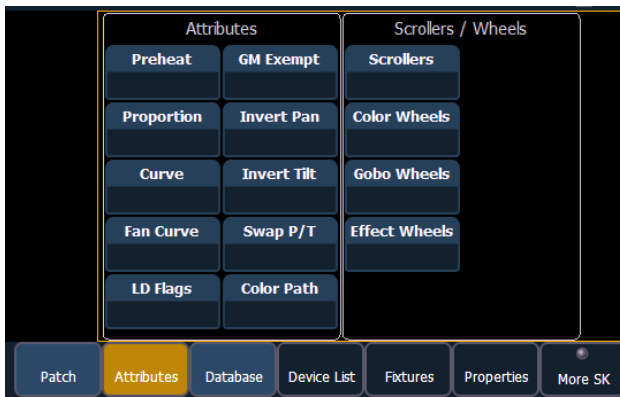 Attributes
Scrollers / Wheels
Preheat
GM Exempt
Scrollers
Proportion
Invert Pan
Color Wheels
Curve
Invert Tilt
Gobo Wheels
Fan Curve
Swap P/T
Effect Wheels
LD Flags
Color Path
Patch
Attributes
Database
Device List
Fixtures
Properties
More SK